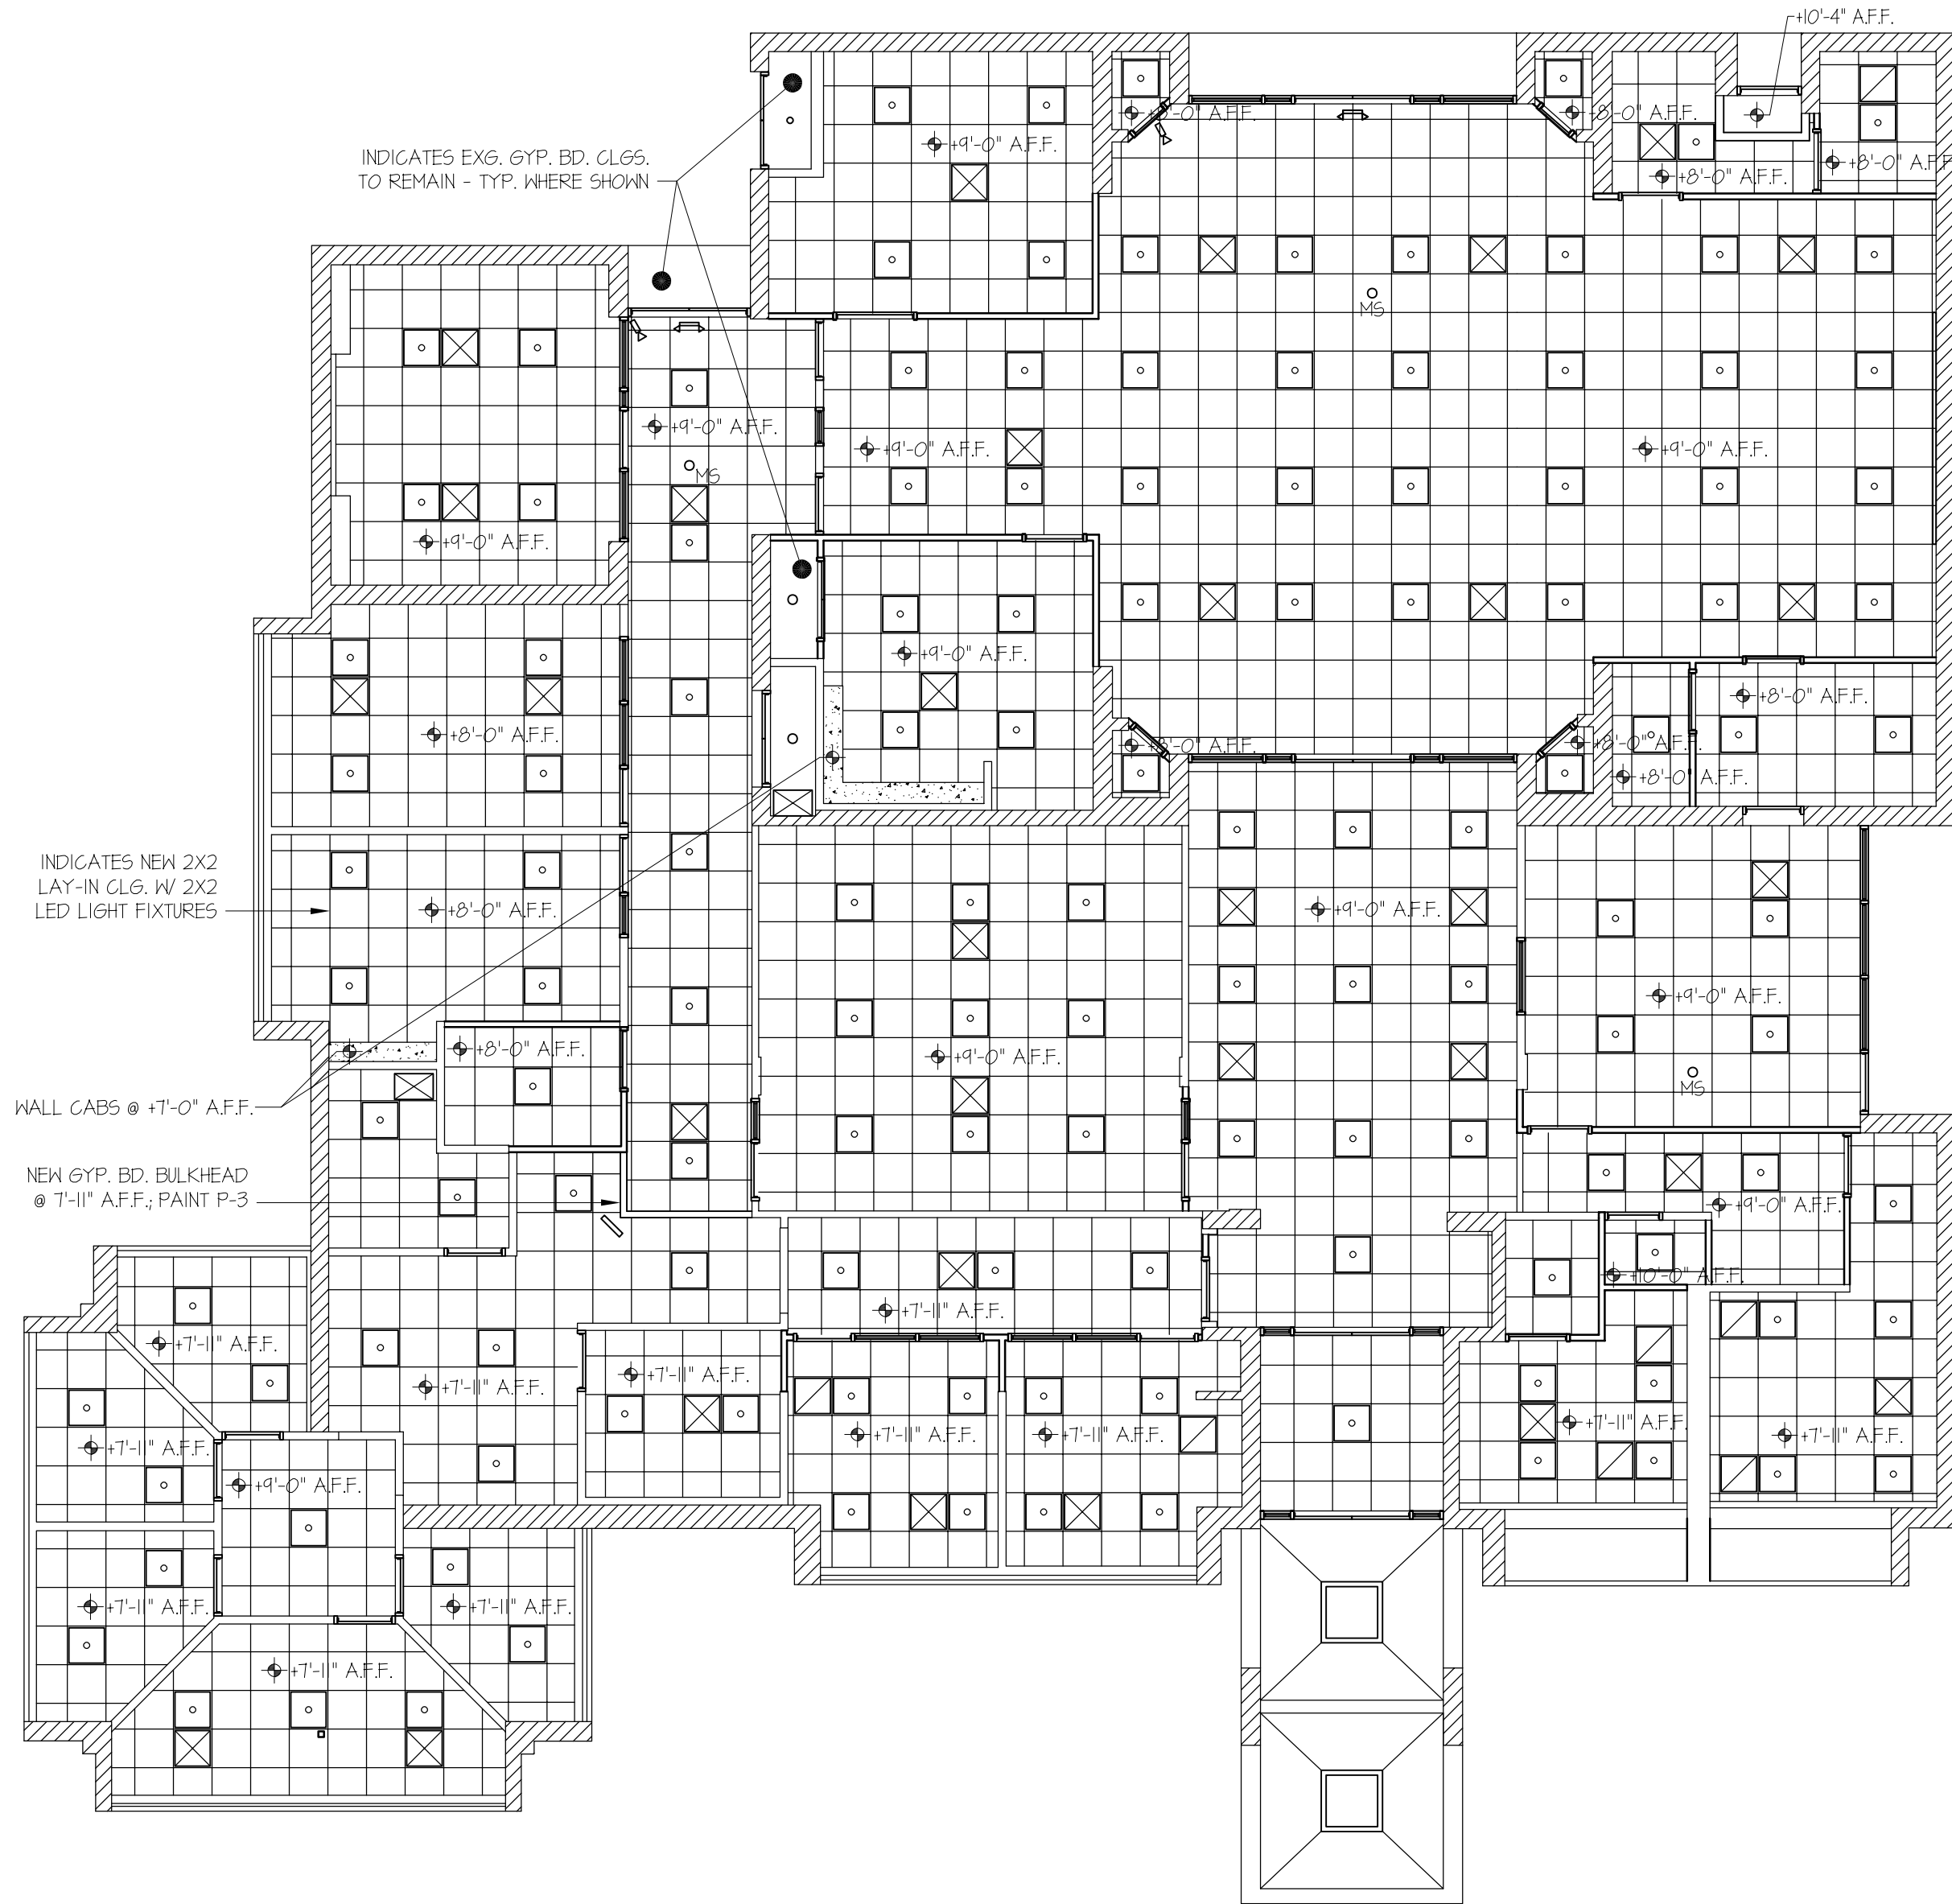 +10'-4" A.F.F.
+8'-0" A.F.F.
+8'-0" A.F.F.
+9'-0" A.F.F.
+8'-0" A.F.F.
+8'-0" A.F.F.
INDICATES EXG. GYP. BD. CLGS.
TO REMAIN - TYP. WHERE SHOWN
MS
+9'-0" A.F.F.
+9'-0" A.F.F.
+9'-0" A.F.F.
MS
+9'-0" A.F.F.
+9'-0" A.F.F.
+8'-0" A.F.F.
+8'-0" A.F.F.
+8'-0" A.F.F.
+8'-0" A.F.F.
+8'-0" A.F.F.
INDICATES NEW 2X2
LAY-IN CLG. W/ 2X2
LED LIGHT FIXTURES
+8'-0" A.F.F.
+9'-0" A.F.F.
+9'-0" A.F.F.
+8'-0" A.F.F.
+9'-0" A.F.F.
MS
WALL CABS @ +7'-0" A.F.F.
NEW GYP. BD. BULKHEAD
@ 7'-11" A.F.F.; PAINT P-3
+9'-0" A.F.F.
+10'-0" A.F.F.
+7'-11" A.F.F.
+7'-11" A.F.F.
+7'-11" A.F.F.
+7'-11" A.F.F.
+7'-11" A.F.F.
+7'-11" A.F.F.
+7'-11" A.F.F.
+7'-11" A.F.F.
+7'-11" A.F.F.
+9'-0" A.F.F.
+7'-11" A.F.F.
+7'-11" A.F.F.
+7'-11" A.F.F.